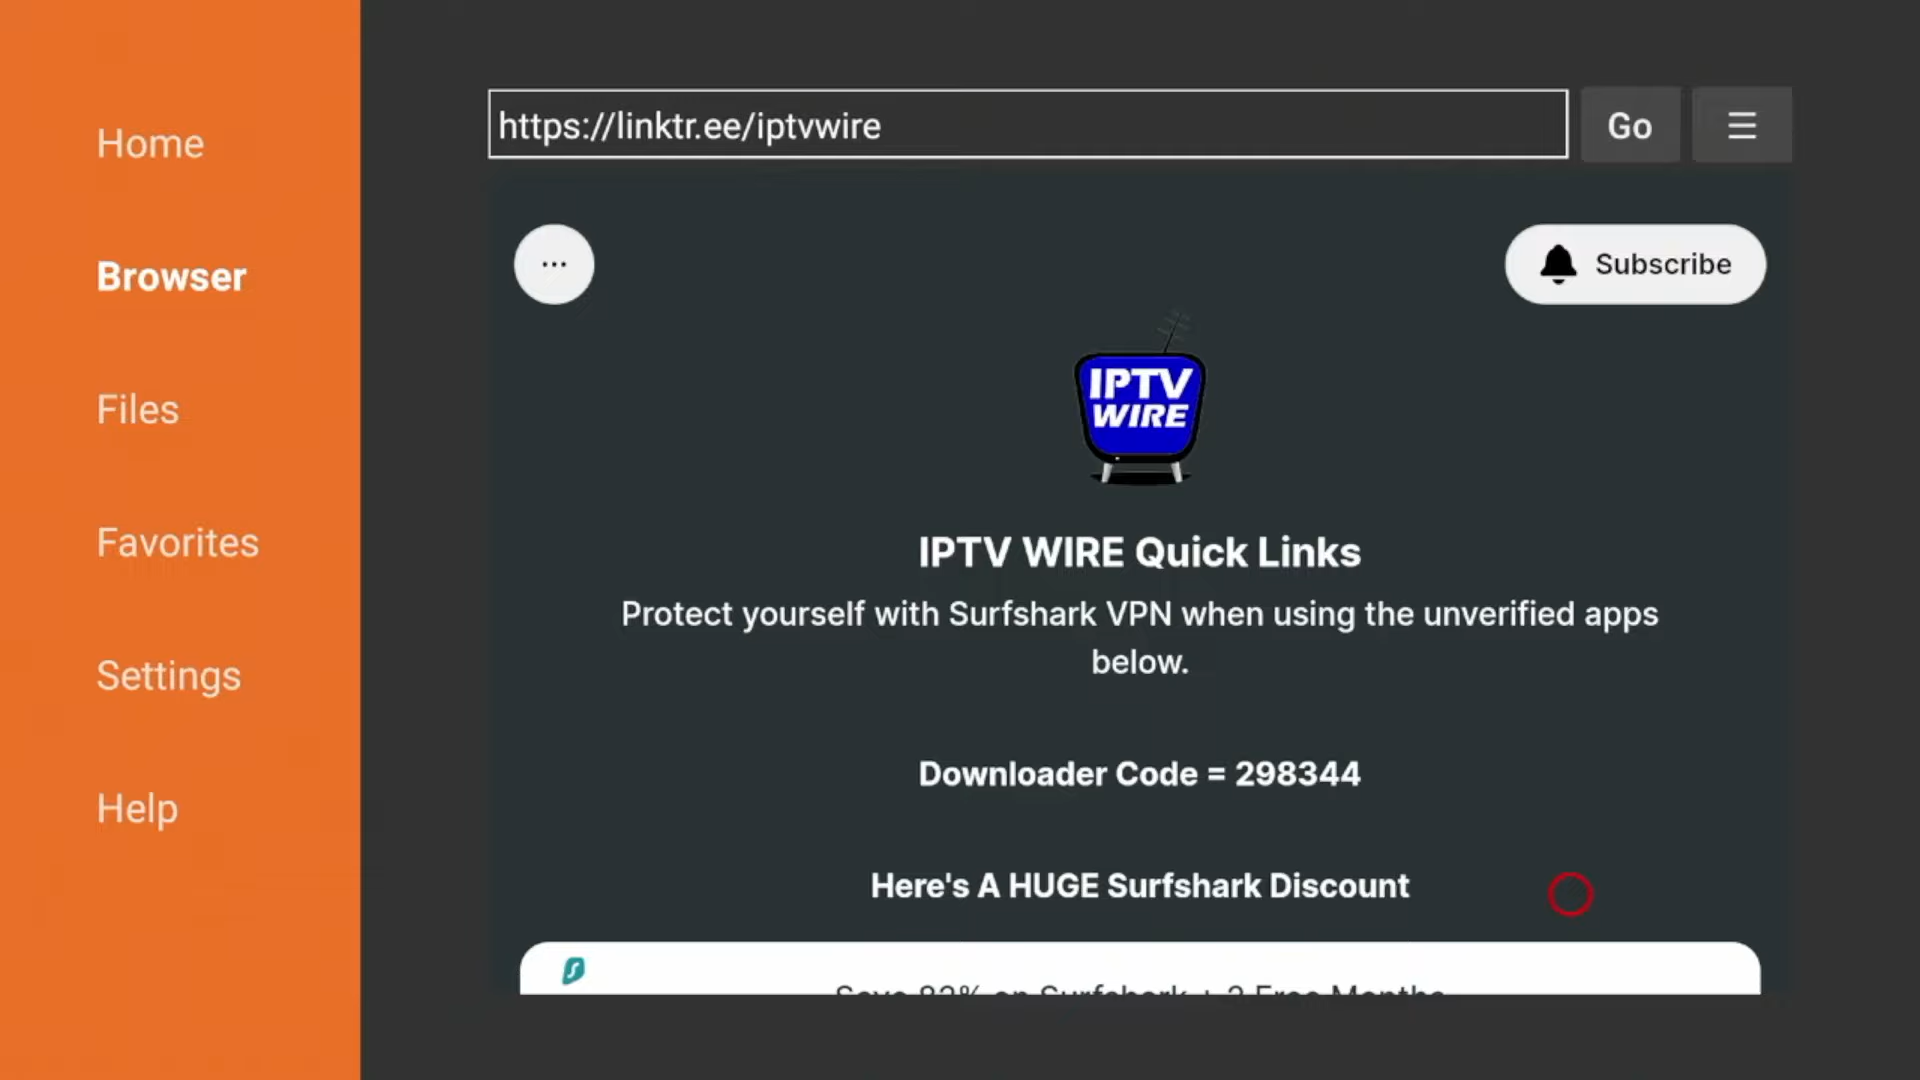 Home
Browser
Files
Favorites
Settings
Help
https://linktr.ee/iptvwire
Go
Subscribe
IPTV
WIRE
IPTV WIRE Quick Links
Protect yourself with Surfshark VPN when using the unverified apps
below.
Downloader Code = 298344
Here's A HUGE Surfshark Discount